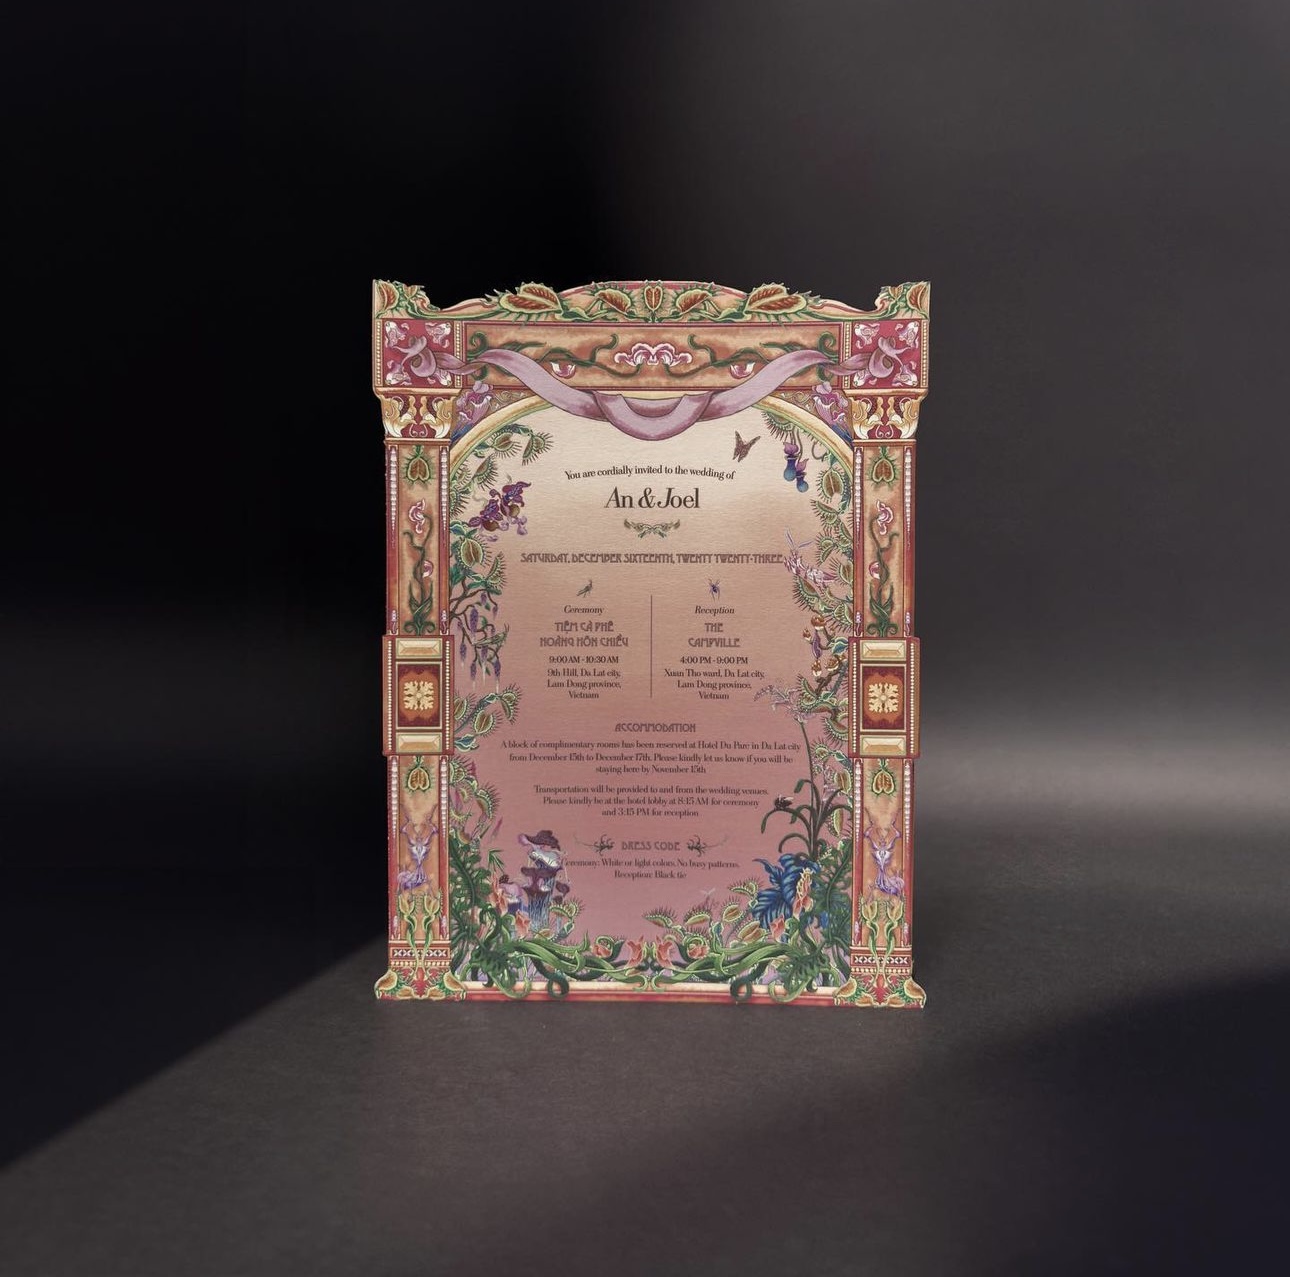 You are cordially invited to the wedding of
An & Joel
SATURDAY, DECEMBER SIXTEENTH, TWENTY TWENTY-THREE
Ceremony
TIỆM CÀ PHÊ
HOÀNG HÔN CHIỀU
9:00 AM - 10:30 AM
9th Hill, Da Lat city,
Lam Dong province,
Vietnam
Reception
THE
CAMPVILLE
4:00 PM - 9:00 PM
Xuan Tho ward, Da Lat city,
Lam Dong province,
Vietnam
ACCOMMODATION
A block of complimentary rooms has been reserved at Hotel Du Parc in Da Lat city
from December 15th to December 17th. Please kindly let us know if you will be
staying here by November 15th
Transportation will be provided to and from the wedding venues.
Please kindly be at the hotel lobby at 8:15 AM for ceremony
and 3:15 PM for reception
DRESS CODE
Ceremony: White or light colors. No busy patterns.
Reception: Black tie